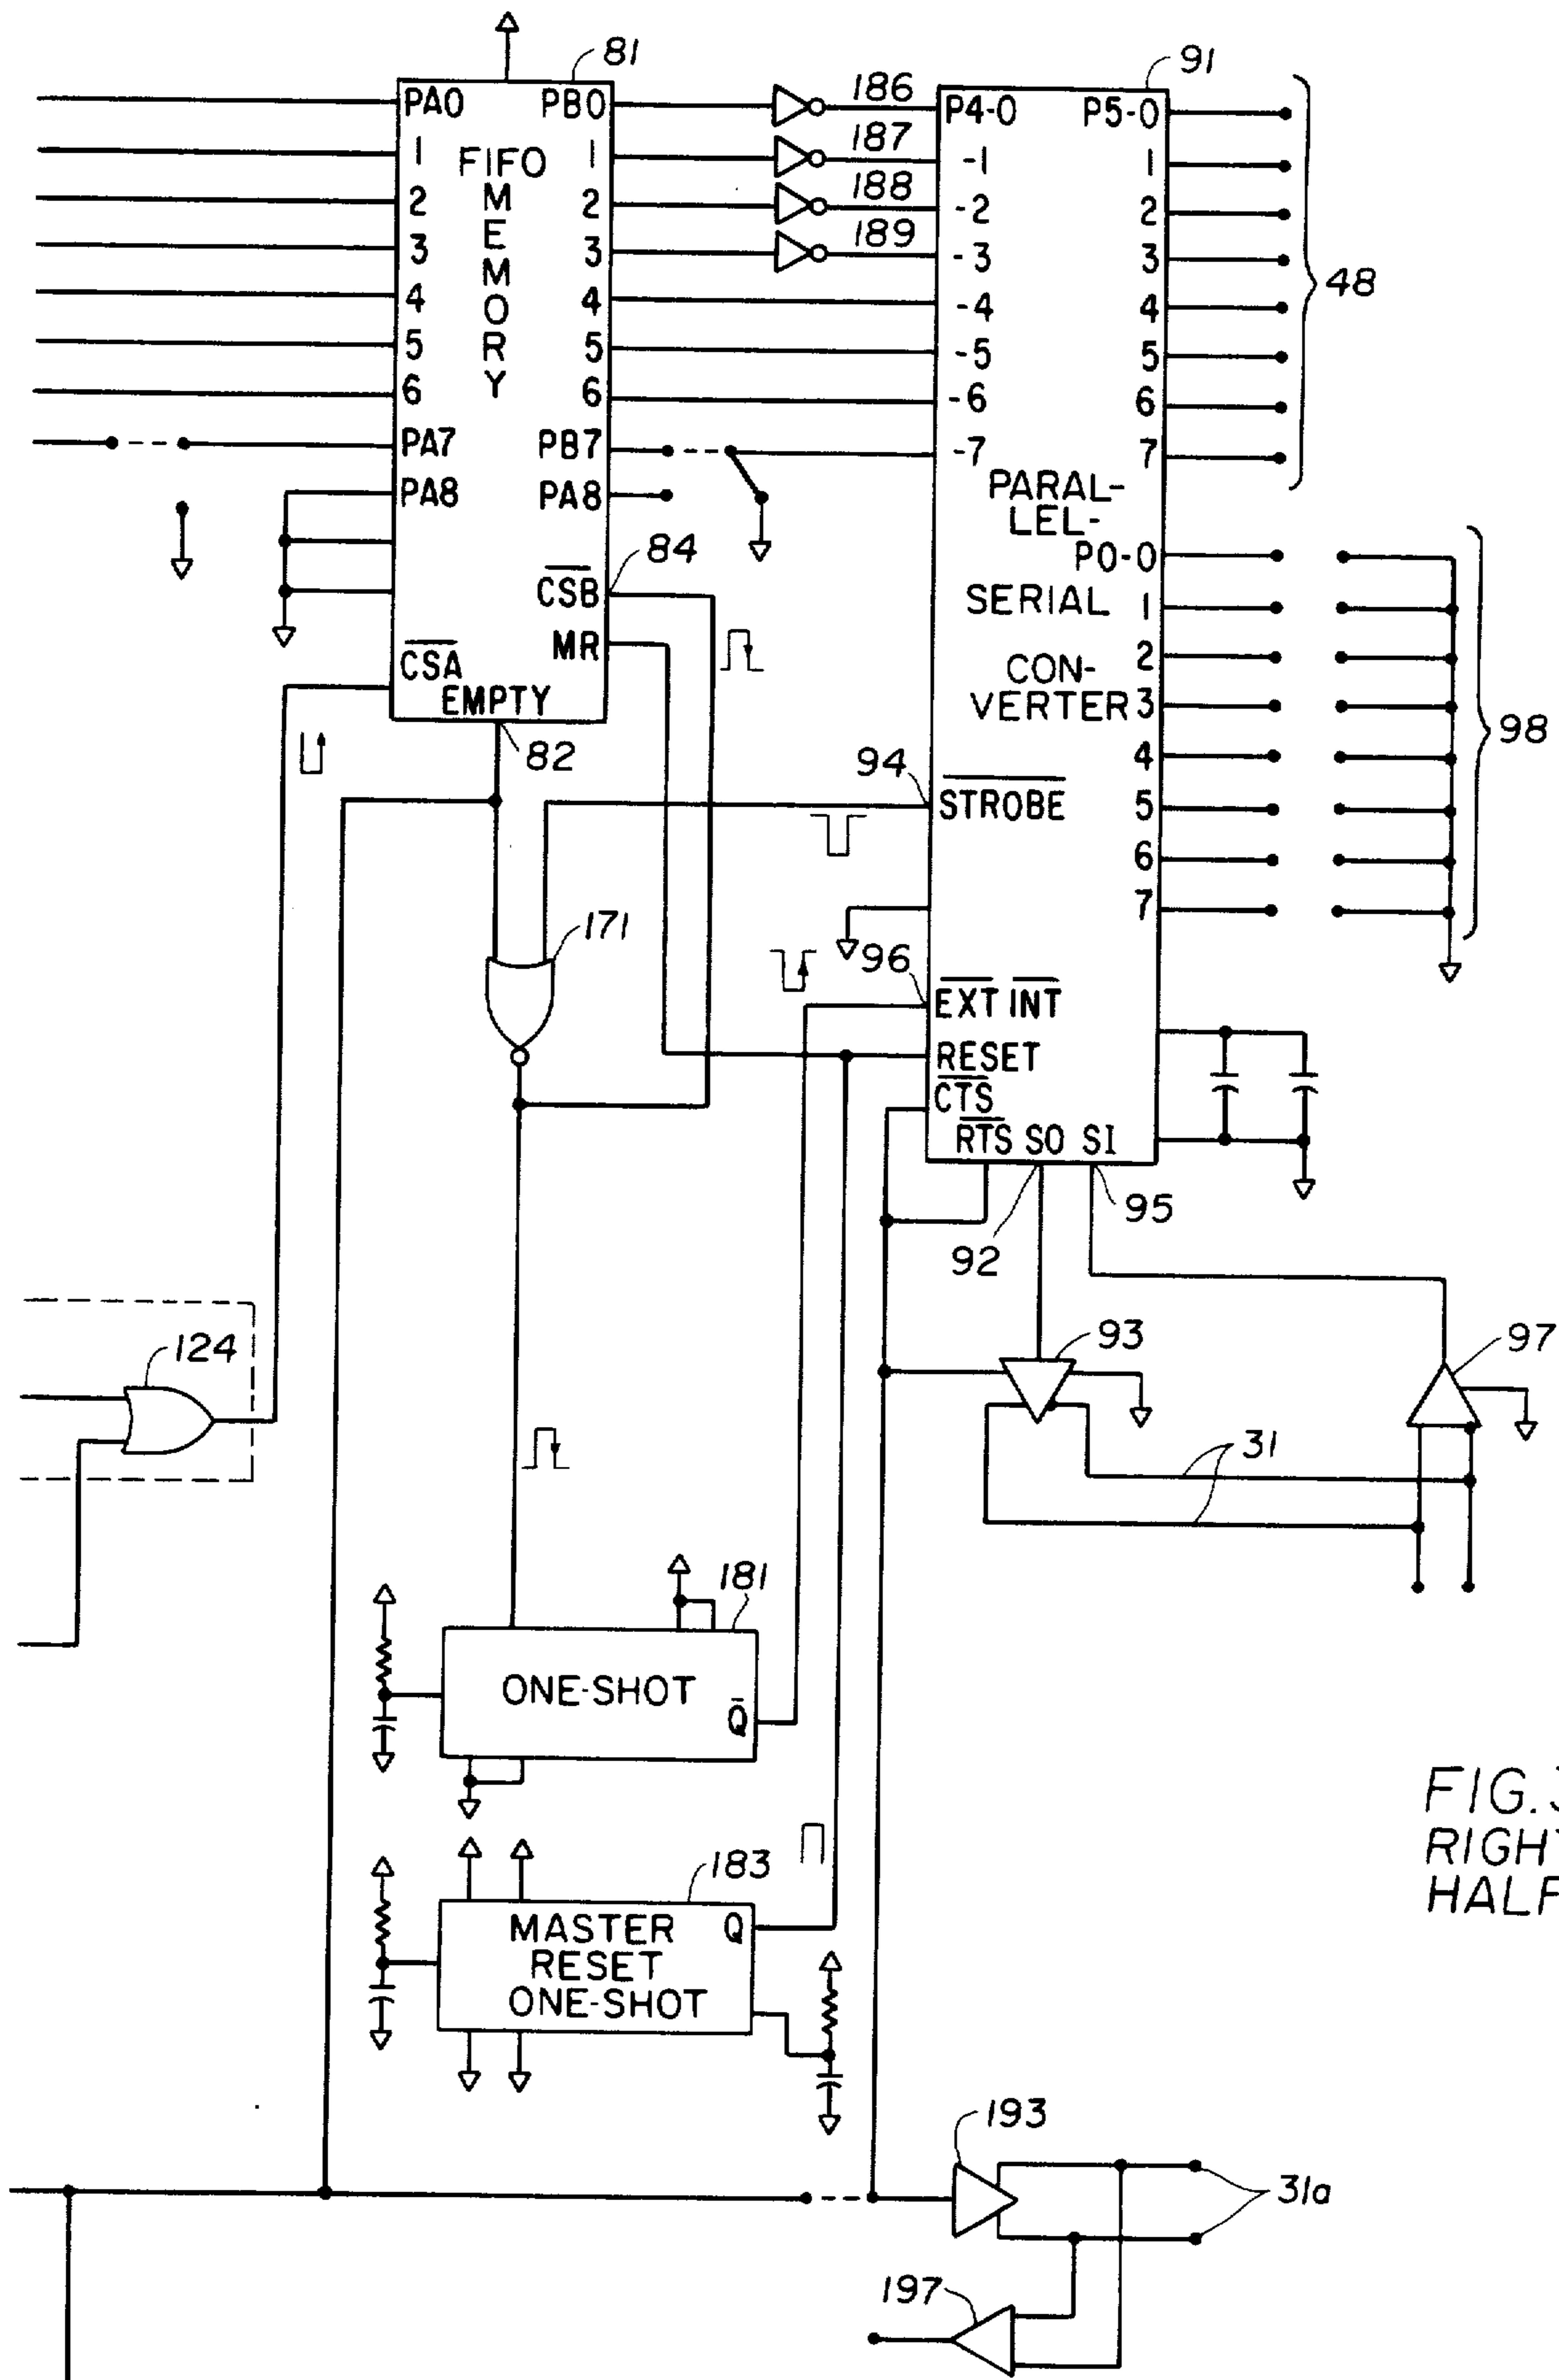 81
91
PA0 PB0 186 P4-0 P5-0
1 FIFO 1 187 -1 1
2 MEMORY 2 188 -2 2
3 3 189 -3 3
48
4 4 -4 4
5 5 -5 5
6 6 -6 6
PA7 PB7 -7 7
PA8 PA8
PARAL-
LEL-
84
P0-0
CSB
SERIAL 1
MR
CSA
CON- 2
EMPTY
VERTER 3
98
82
94
4
STROBE
5
6
171
7
96
EXT INT
RESET
CTS
RTS SO SI
95
92
124
93
97
31
181
ONE-SHOT
Q
FIG.
RIGHT
HALF
183
MASTER Q
RESET
ONE-SHOT
193
31a
197